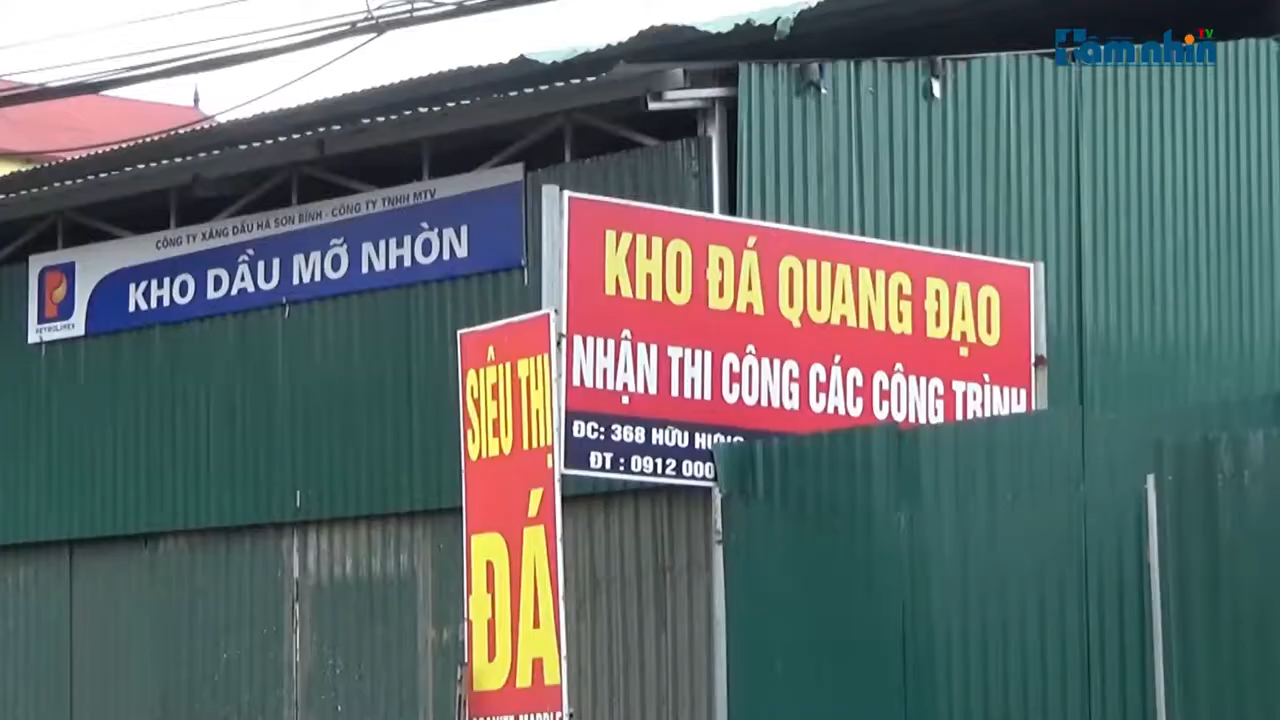 Tầm nhìn TV
CÔNG TY XĂNG DẦU HÀ SƠN BÌNH - CÔNG TY TNHH MTV
KHO DẦU MỠ NHỜN
PETROLIMEX
KHO ĐÁ QUANG ĐẠO
NHẬN THI CÔNG CÁC CÔNG TRÌNH
ĐC: 368 HỮU HƯNG
ĐT : 0912 000
SIÊU THỊ
ĐÁ